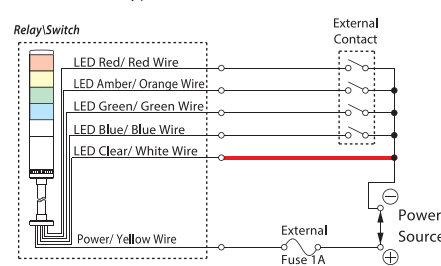 External
Contact
Relay\Switch
LED Red/ Red Wire
LED Amber/ Orange Wire
LED Green/ Green Wire
LED Blue/ Blue Wire
LED Clear/ White Wire
Power
Source
External
Fuse 1A
Power/ Yellow Wire